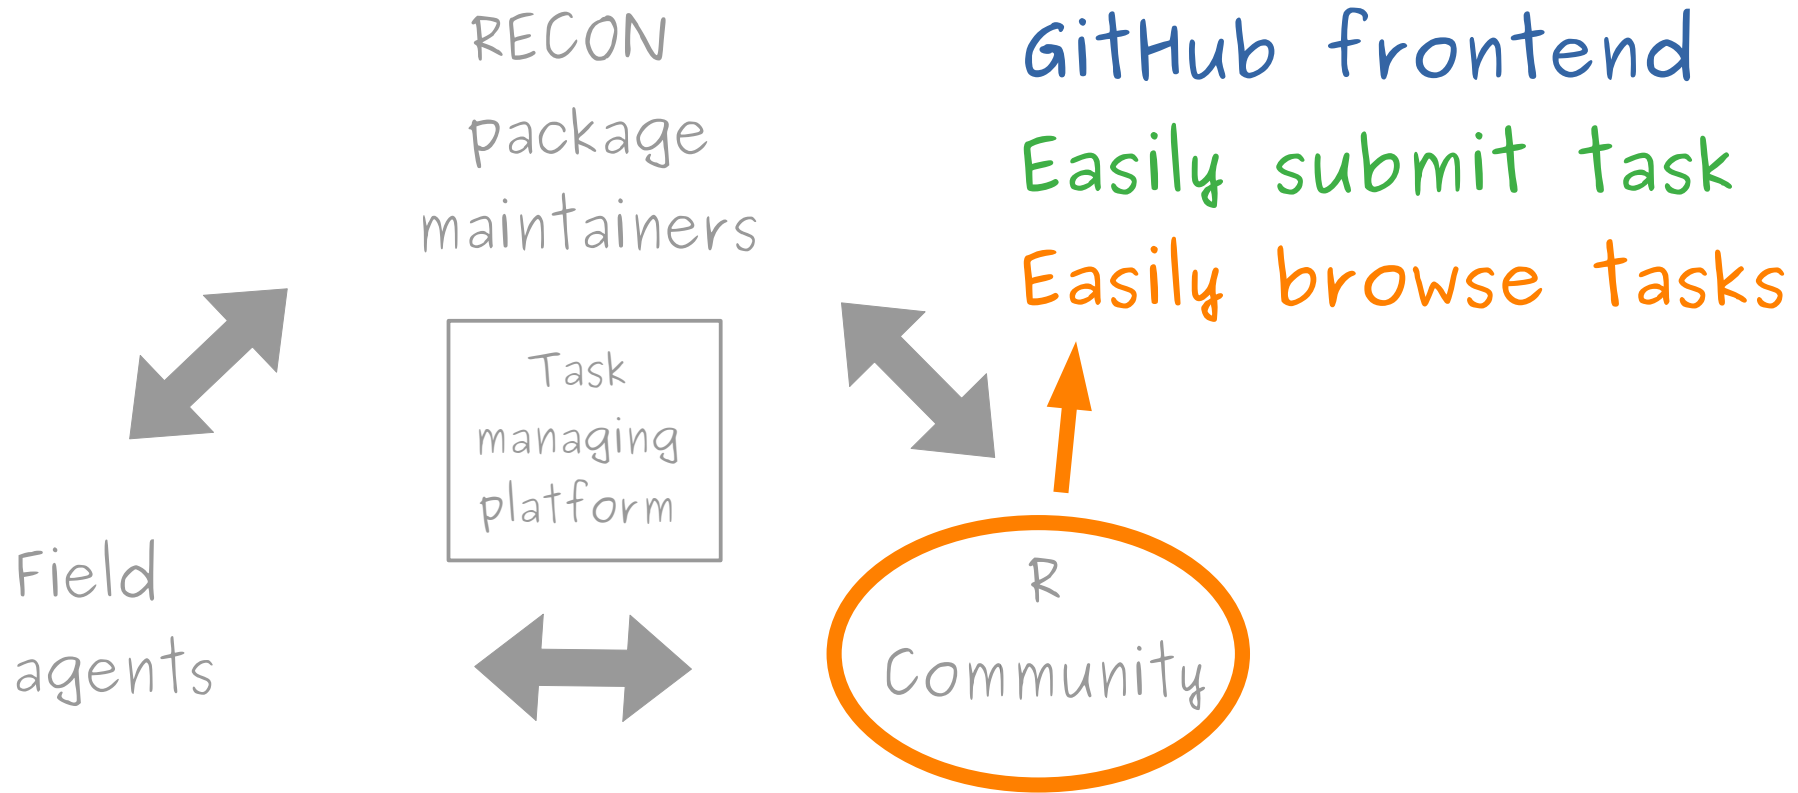 RECON
package
maintainers
GitHub frontend
Easily submit task
Easily browse tasks
Task
managing
platform
Field
agents
R
Community